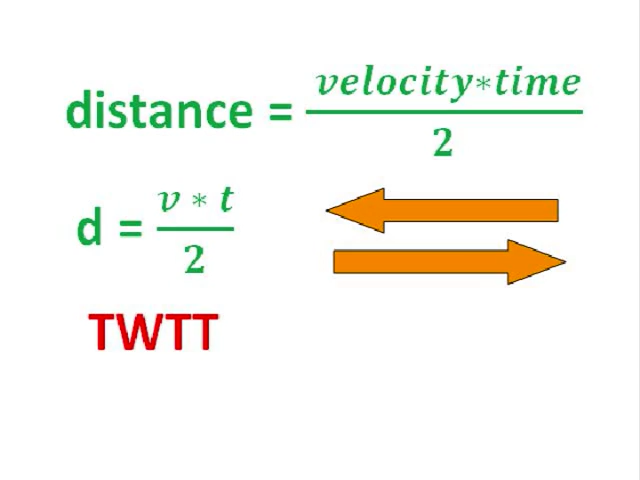 distance = velocity*time / 2
d = v * t / 2
TWTT